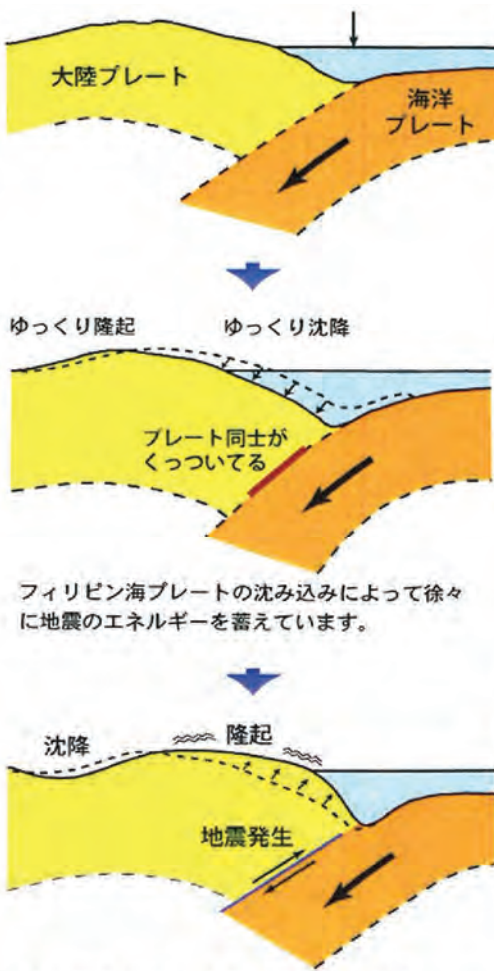 大陸プレート
海洋
プレート
ゆっくり隆起
ゆっくり沈降
プレート同士が
くっついてる
フィリピン海プレートの沈み込みによって徐々
に地震のエネルギーを蓄えています。
沈降
隆起
地震発生